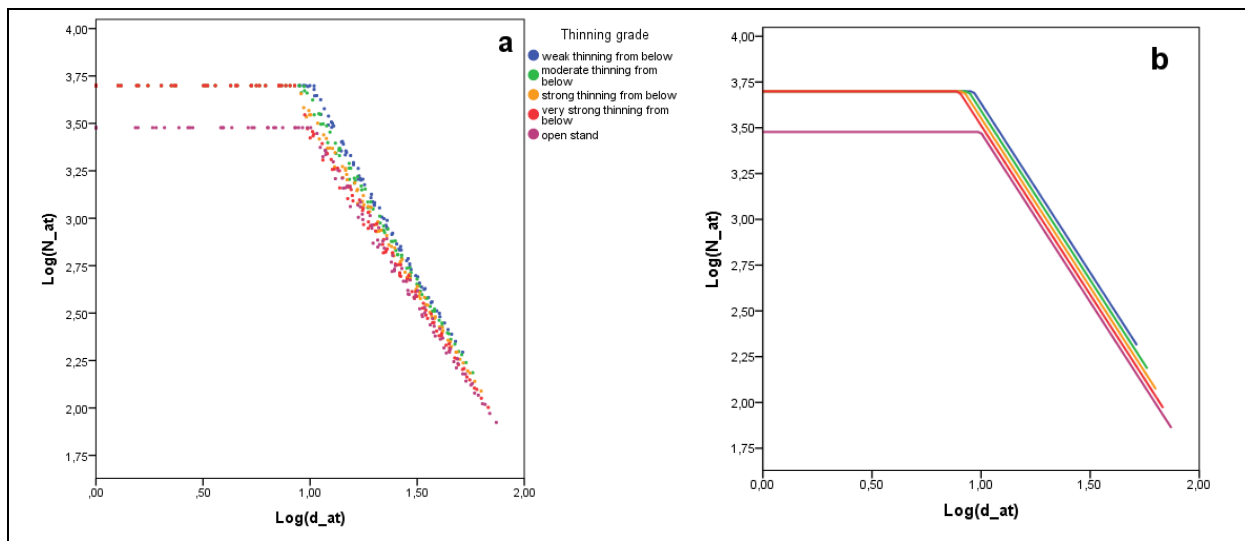 a
Thinning grade
weak thinning from below
moderate thinning from
below
strong thinning from below
very strong thinning from
below
open stand
Log(N_at)
4,00
3,75
3,50
3,25
3,00
2,75
2,50
2,25
2,00
1,75
,00 ,50 1,00 1,50 2,00
Log(d_at)
b
Log(N_at)
4,00
3,75
3,50
3,25
3,00
2,75
2,50
2,25
2,00
1,75
0,00 0,50 1,00 1,50 2,00
Log(d_at)